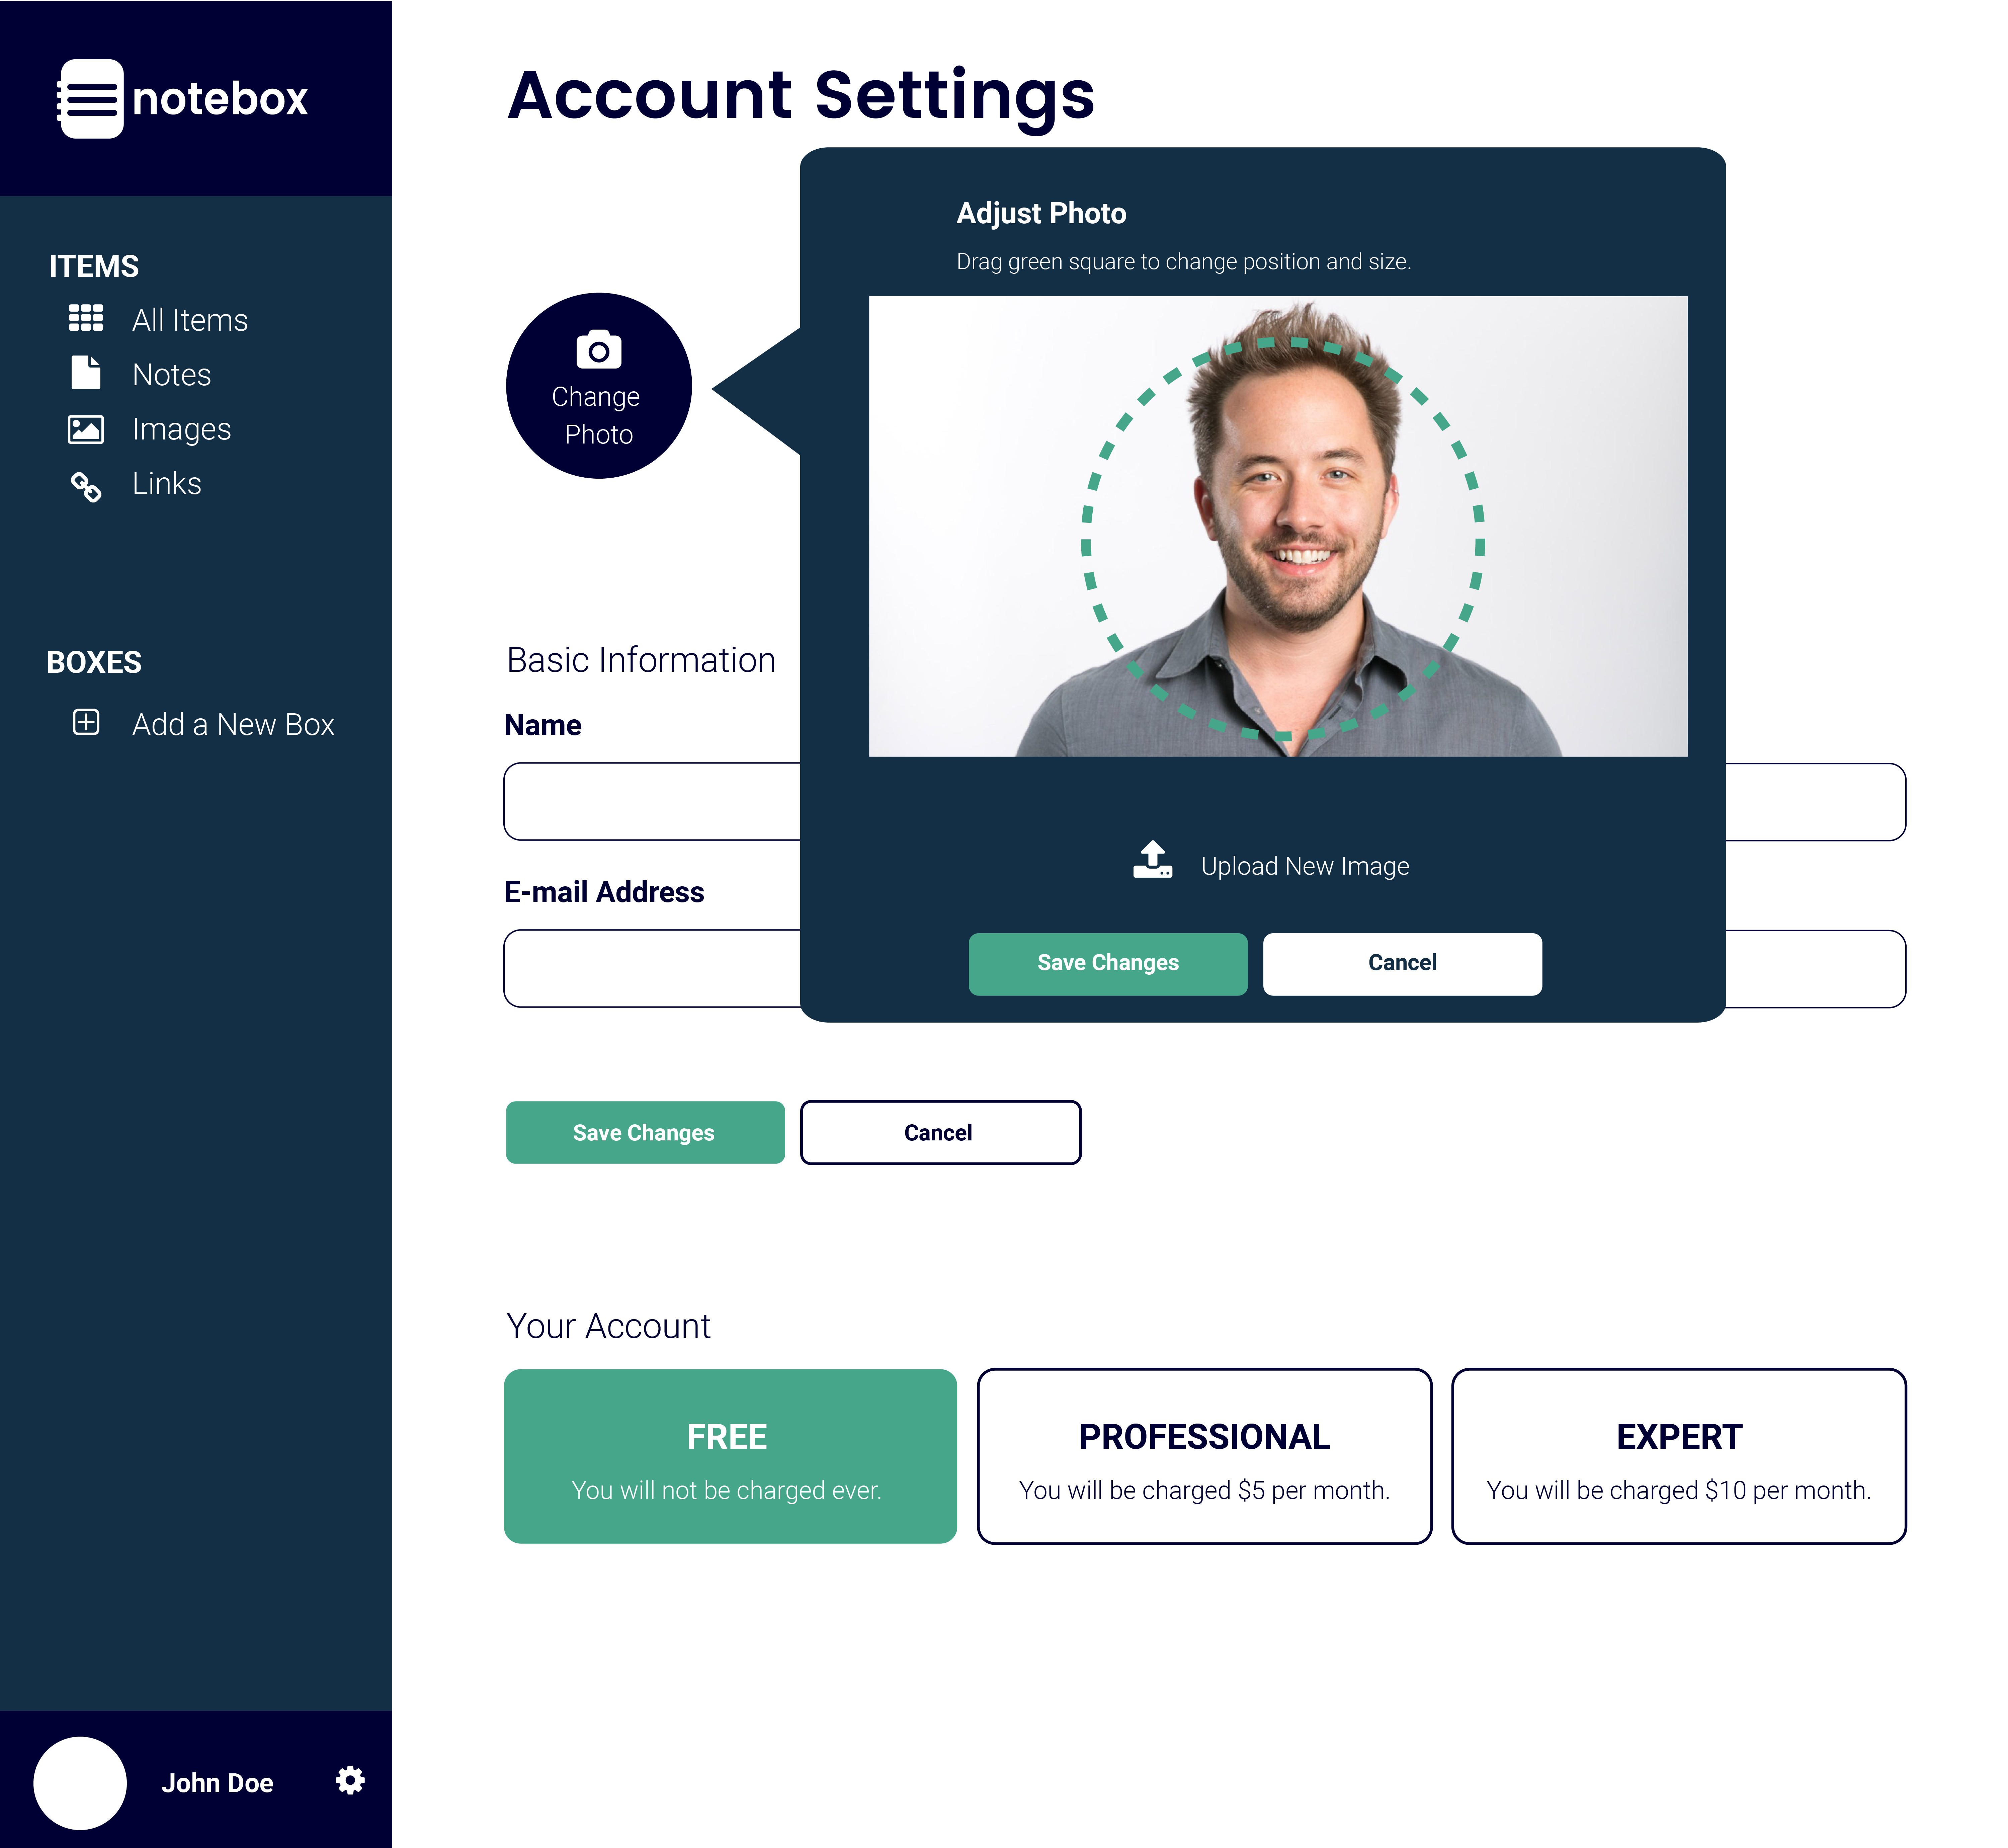 notebox
ITEMS
All Items
Notes
Images
Links
BOXES
Add a New Box
John Doe
Account Settings
Change
Photo
Adjust Photo
Drag green square to change position and size.
Upload New Image
Save Changes
Cancel
Basic Information
Name
E-mail Address
Save Changes
Cancel
Your Account
FREE
You will not be charged ever.
PROFESSIONAL
You will be charged $5 per month.
EXPERT
You will be charged $10 per month.